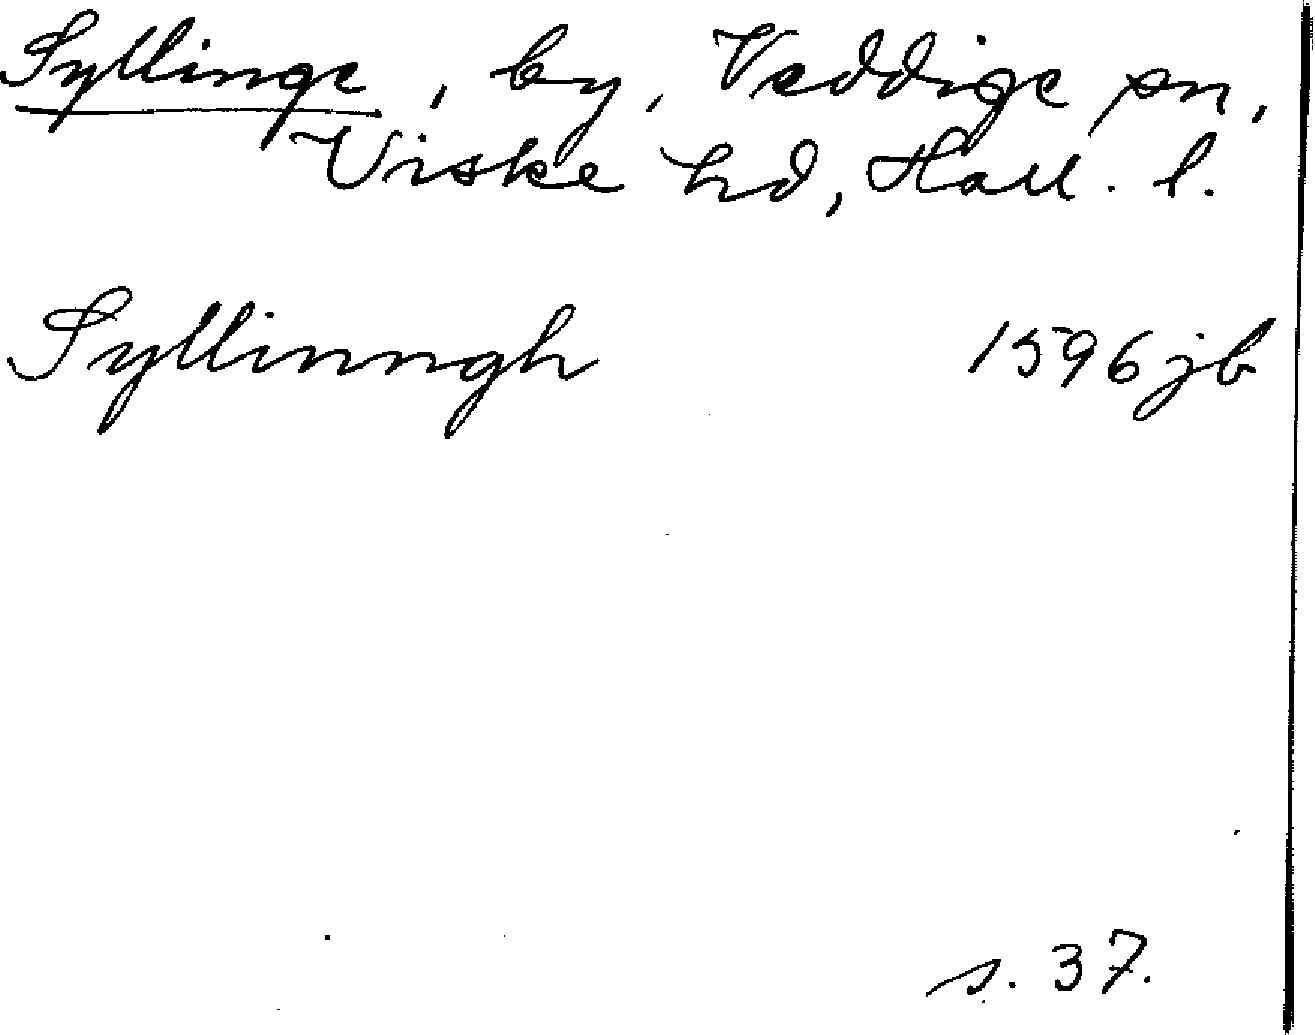 Syllinge, by, Veddige sn,
Viske hd, Hall. l.
Syllinngh 1596 jb
s. 37.